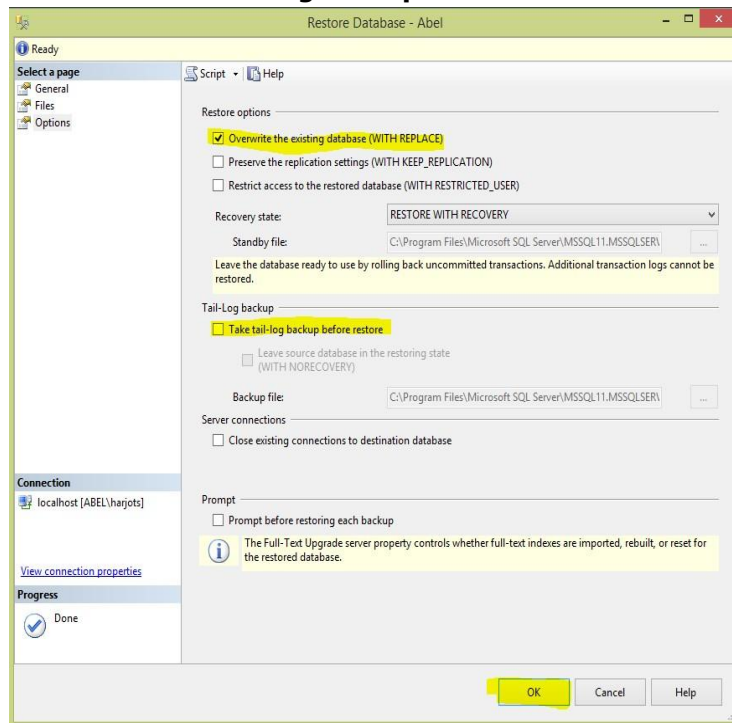 Restore Database - Abel
Ready
Select a page
General
Files
Options
Script
Help
Restore options
Overwrite the existing database (WITH REPLACE)
Preserve the replication settings (WITH KEEP_REPLICATION)
Restrict access to the restored database (WITH RESTRICTED_USER)
Recovery state:
RESTORE WITH RECOVERY
Standby file:
C:\Program Files\Microsoft SQL Server\MSSQL11.MSSQLSER\
...
Leave the database ready to use by rolling back uncommitted transactions. Additional transaction logs cannot be
restored.
Tail-Log backup
Take tail-log backup before restore
Leave source database in the restoring state
(WITH NORECOVERY)
Backup file:
C:\Program Files\Microsoft SQL Server\MSSQL11.MSSQLSER\
...
Server connections
Close existing connections to destination database
Connection
localhost [ABEL\harjots]
View connection properties
Prompt
Prompt before restoring each backup
The Full-Text Upgrade server property controls whether full-text indexes are imported, rebuilt, or reset for
the restored database.
Progress
Done
OK
Cancel
Help